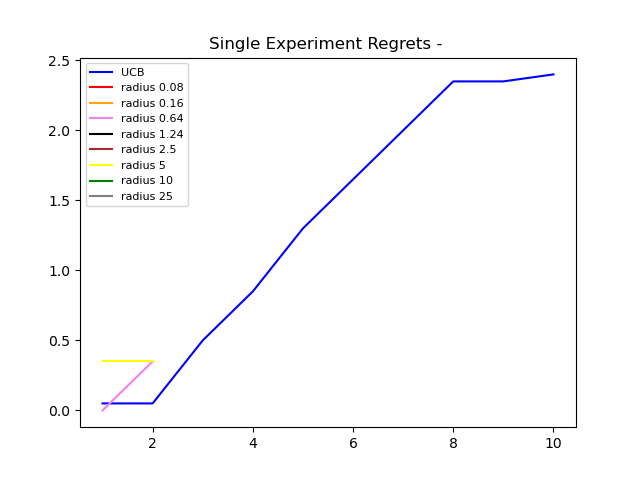 Single Experiment Regrets -
2.5
2.0
1.5
1.0
0.5
0.0
UCB
radius 0.08
radius 0.16
radius 0.64
radius 1.24
radius 2.5
radius 5
radius 10
radius 25
2 4 6 8 10